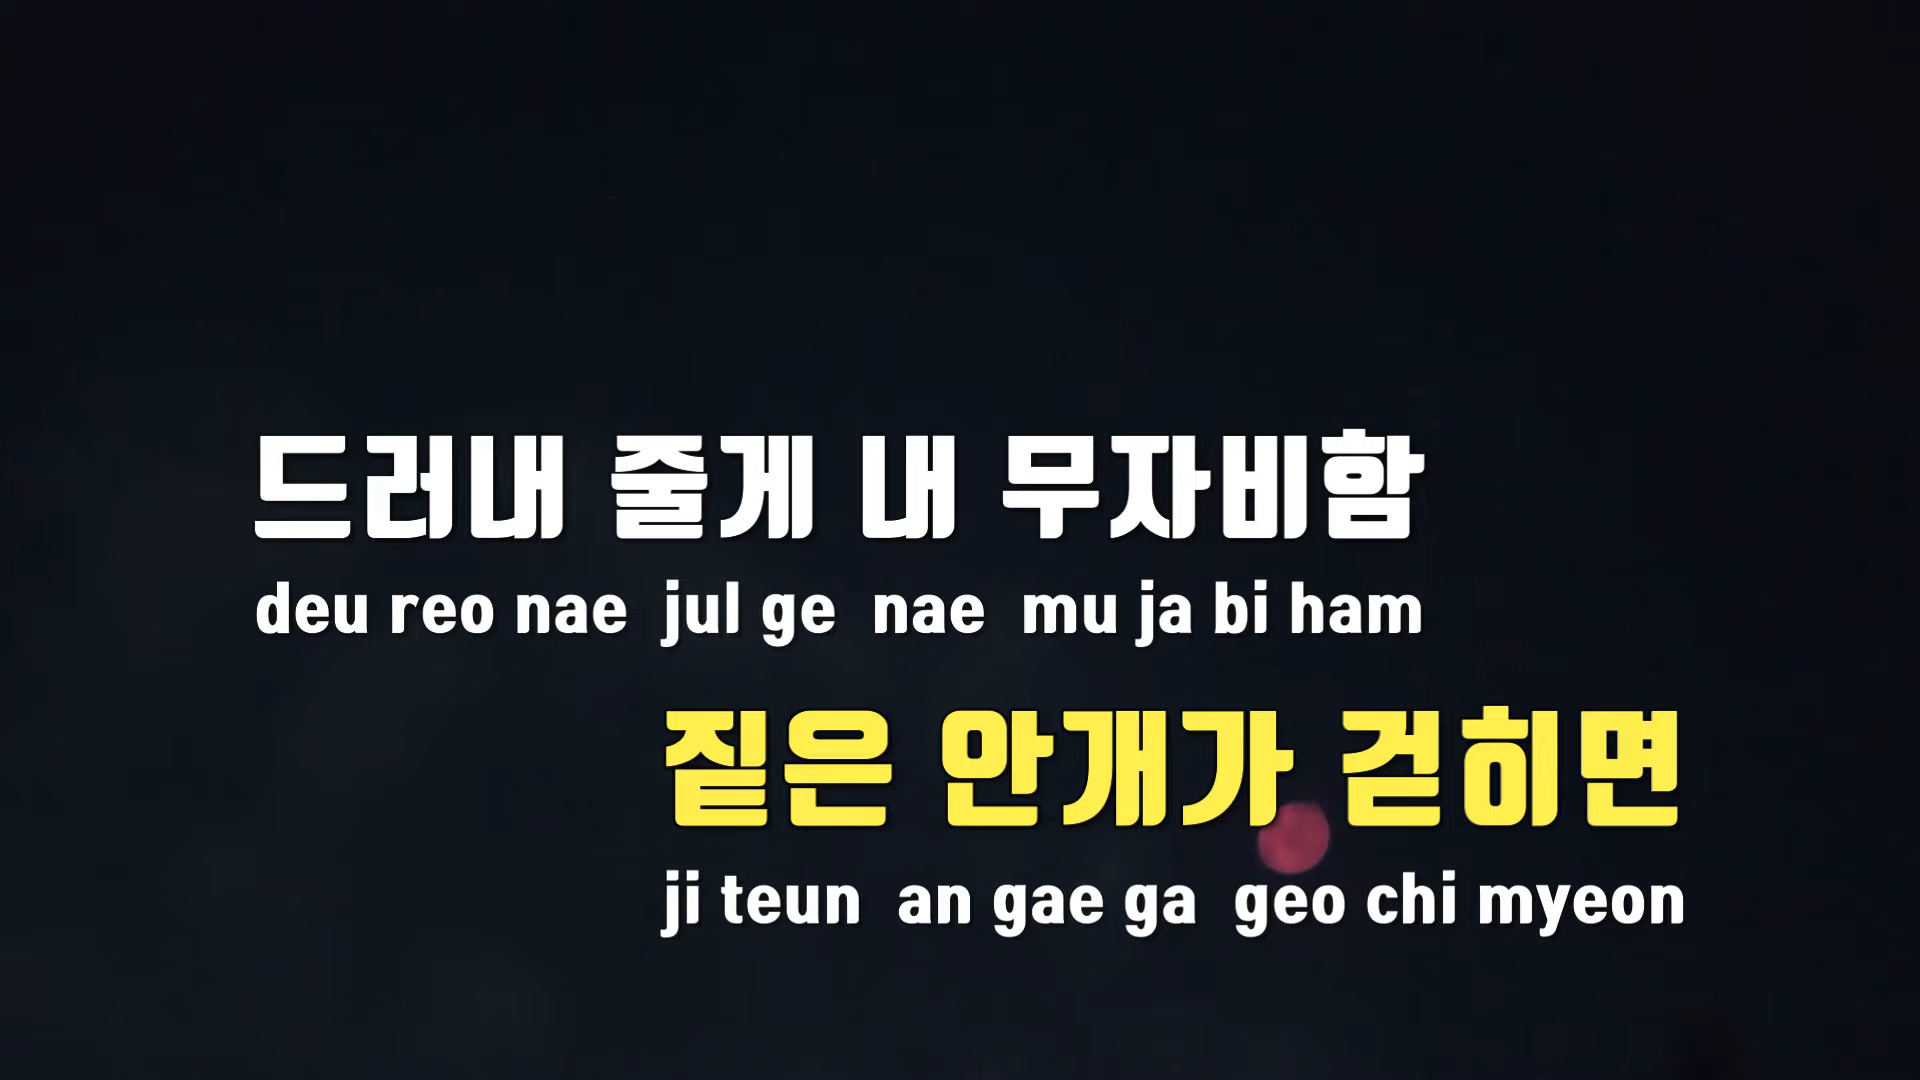 드러내 줄게 내 무자비함
deu reo nae jul ge nae mu ja bi ham
짙은 안개가 걷히면
ji teun an gae ga geo chi myeon